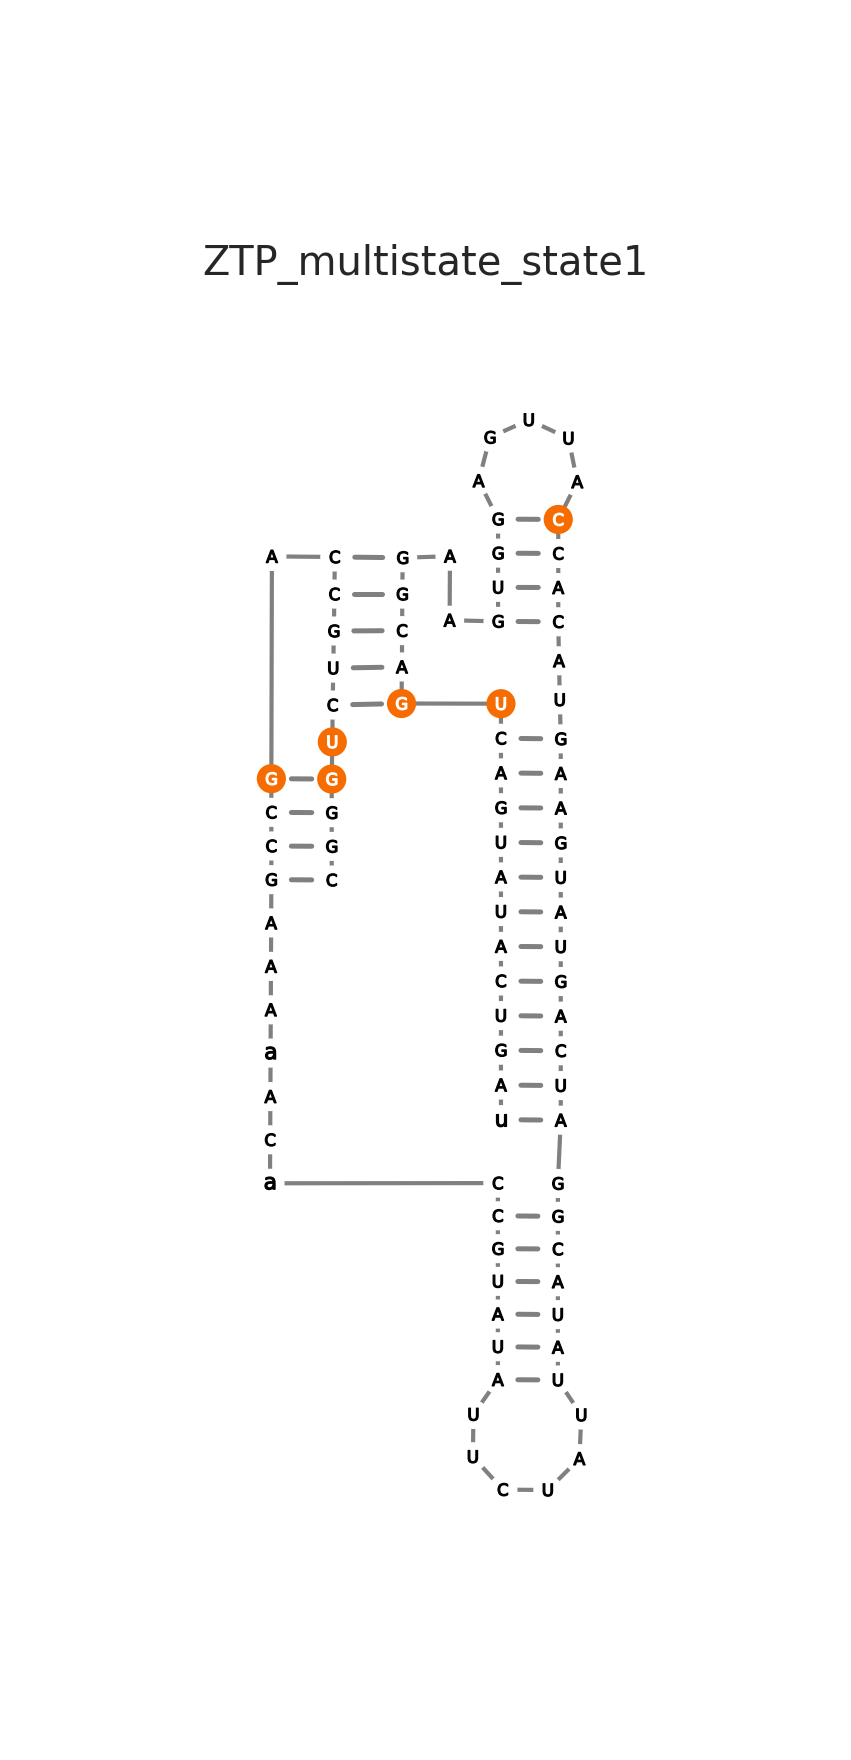 ZTP_multistate_state1
U
G U
A A
G C
A C G A G C
C G U A
G C A G C
U A A
C G U U
U C G
G G A A
C G G A
C G U G
G C A U
A U A
A A U
A C G
a U A
A G C
C A U
u A
a C G
C G
G C
U A
A U
U A
A U
U U
U A
C U